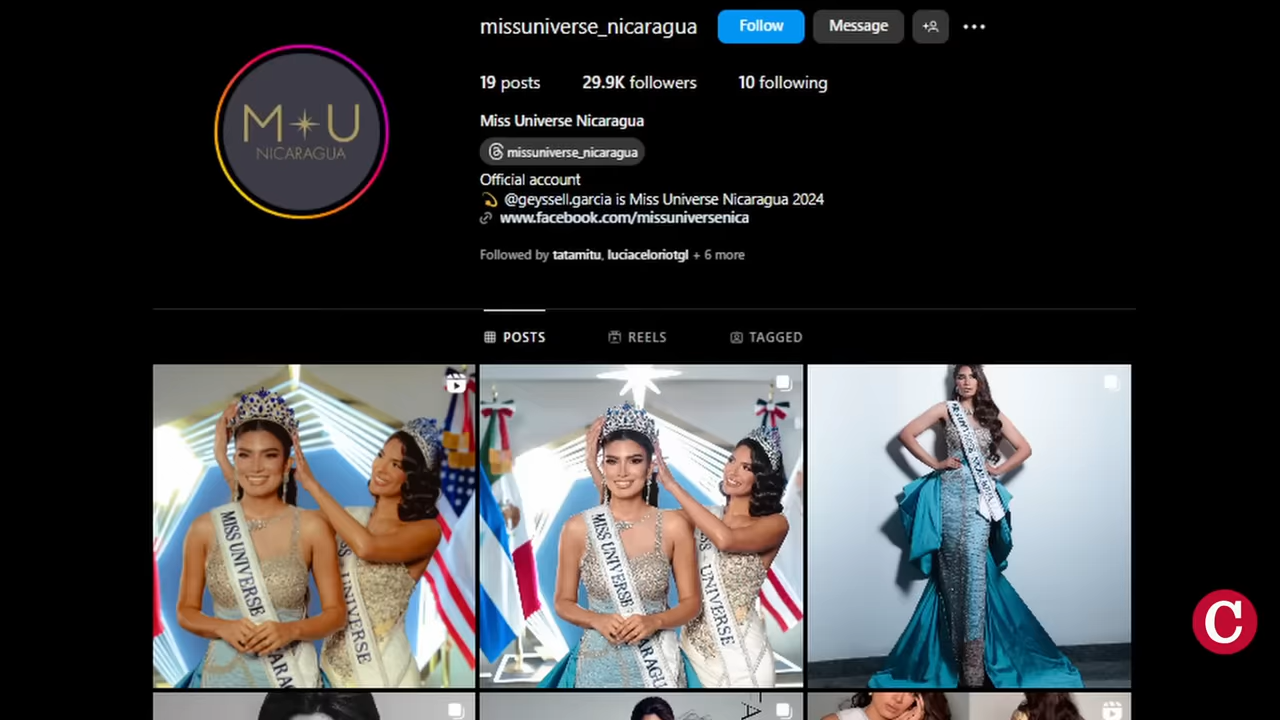 missuniverse_nicaragua
Follow
Message
19 posts
29.9K followers
10 following
Miss Universe Nicaragua
missuniverse_nicaragua
Official account
@geyssell.garcia is Miss Universe Nicaragua 2024
www.facebook.com/missuniversenica
Followed by tatamitu, luciaceloriotgl + 6 more
M U
NICARAGUA
POSTS
REELS
TAGGED
MISS UNIVERSE
UNIVERSE
MISS UNIVERSE
UNIVERSE
C